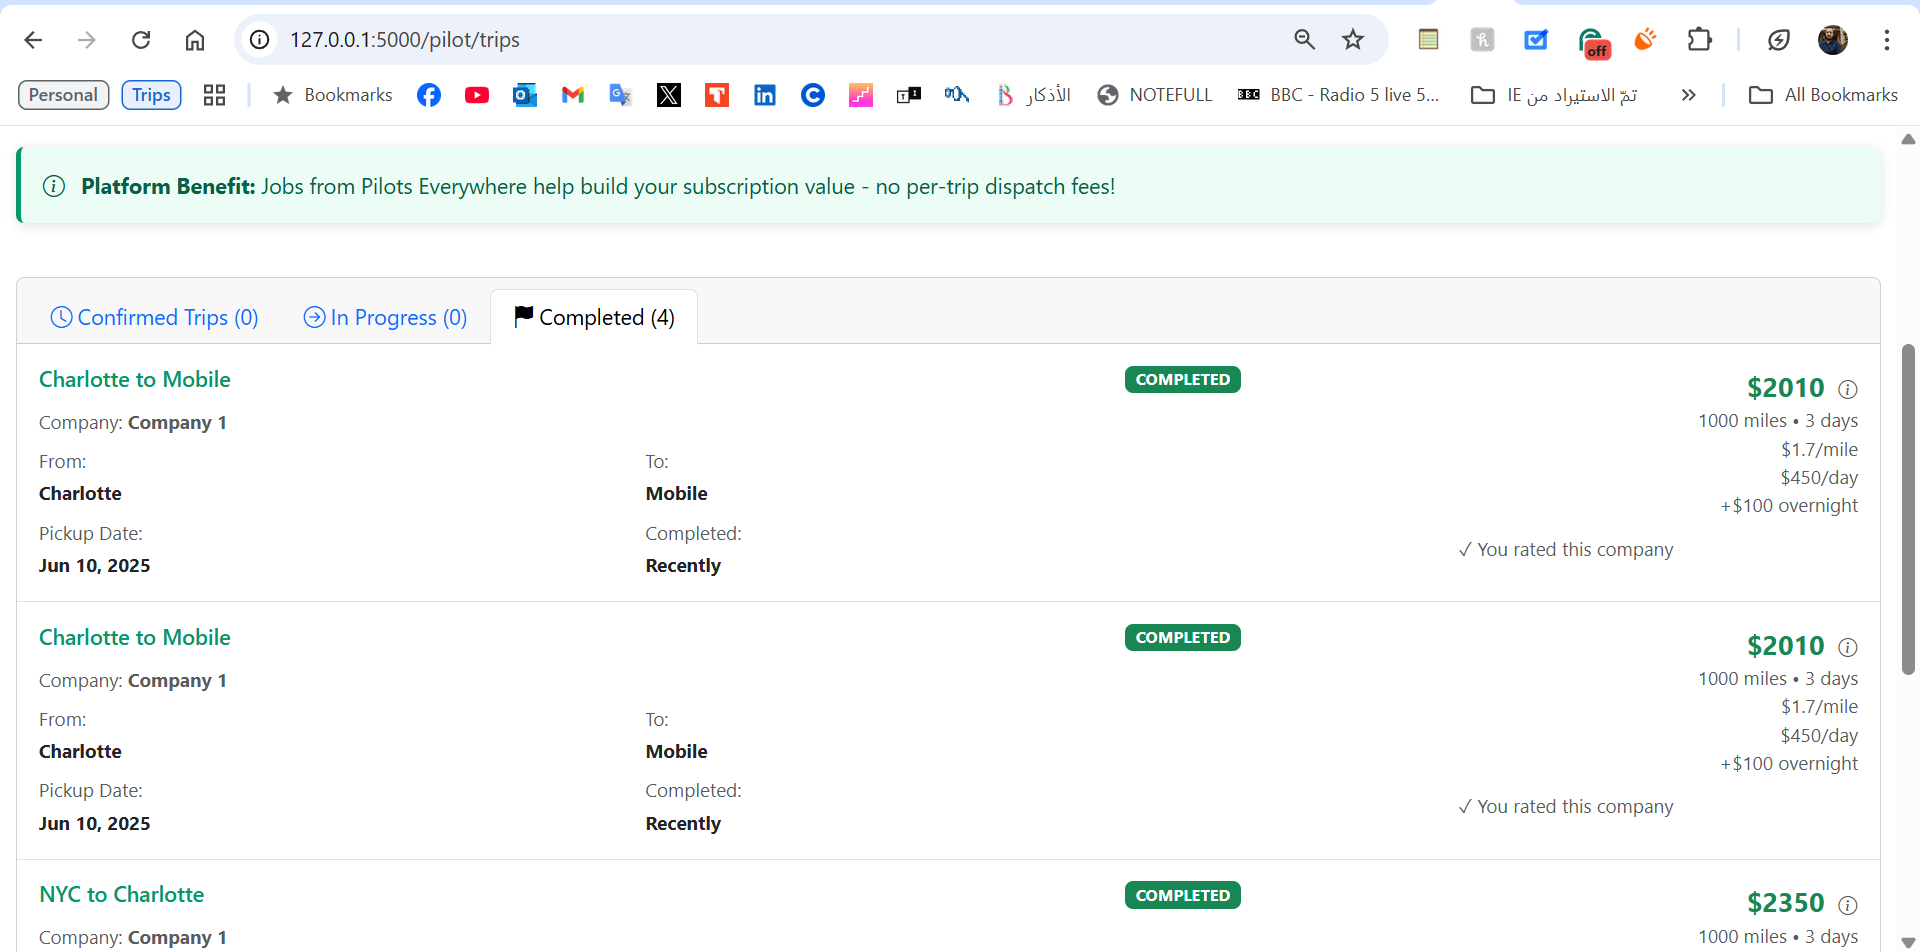 127.0.0.1:5000/pilot/trips
off
Personal
Trips
Bookmarks
الأذكار
NOTEFULL
BBC - Radio 5 live 5...
تمّ الاستيراد من IE
All Bookmarks
Platform Benefit: Jobs from Pilots Everywhere help build your subscription value - no per-trip dispatch fees!
Confirmed Trips (0)
In Progress (0)
Completed (4)
Charlotte to Mobile
COMPLETED
$2010
Company: Company 1
1000 miles • 3 days
$1.7/mile
From:
To:
$450/day
Charlotte
Mobile
+$100 overnight
Pickup Date:
Completed:
✓ You rated this company
Jun 10, 2025
Recently
Charlotte to Mobile
COMPLETED
$2010
Company: Company 1
1000 miles • 3 days
$1.7/mile
From:
To:
$450/day
Charlotte
Mobile
+$100 overnight
Pickup Date:
Completed:
✓ You rated this company
Jun 10, 2025
Recently
NYC to Charlotte
COMPLETED
$2350
Company: Company 1
1000 miles • 3 days